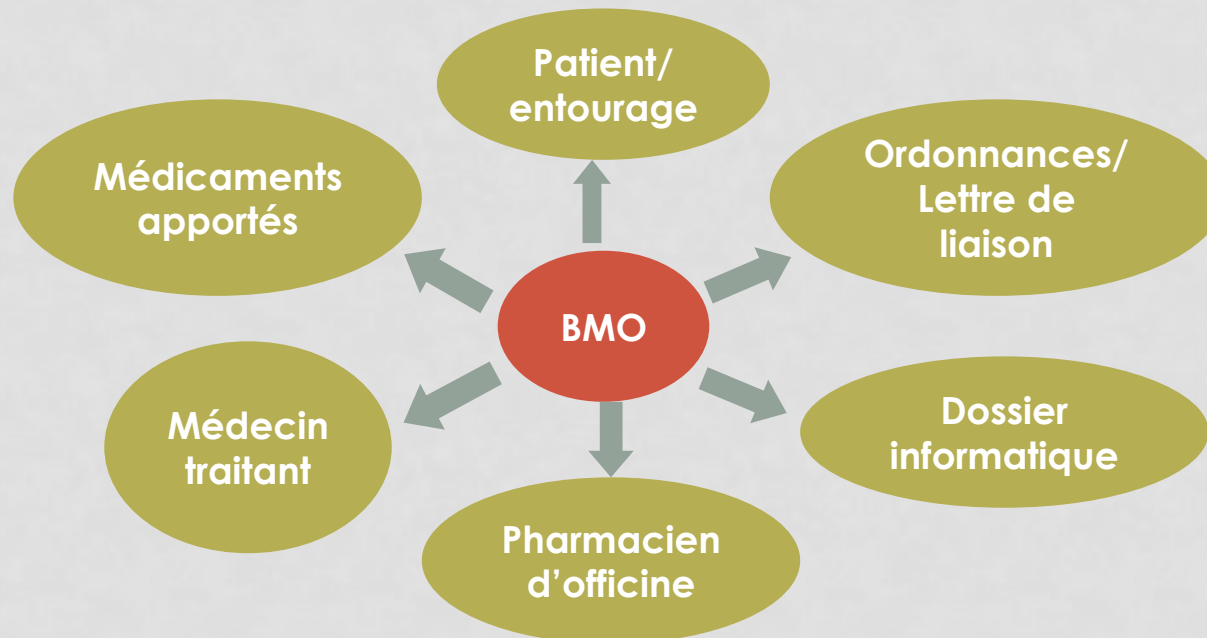 Patient/
entourage
Médicaments
apportés
Ordonnances/
Lettre de
liaison
BMO
Médecin
traitant
Dossier
informatique
Pharmacien
d’officine